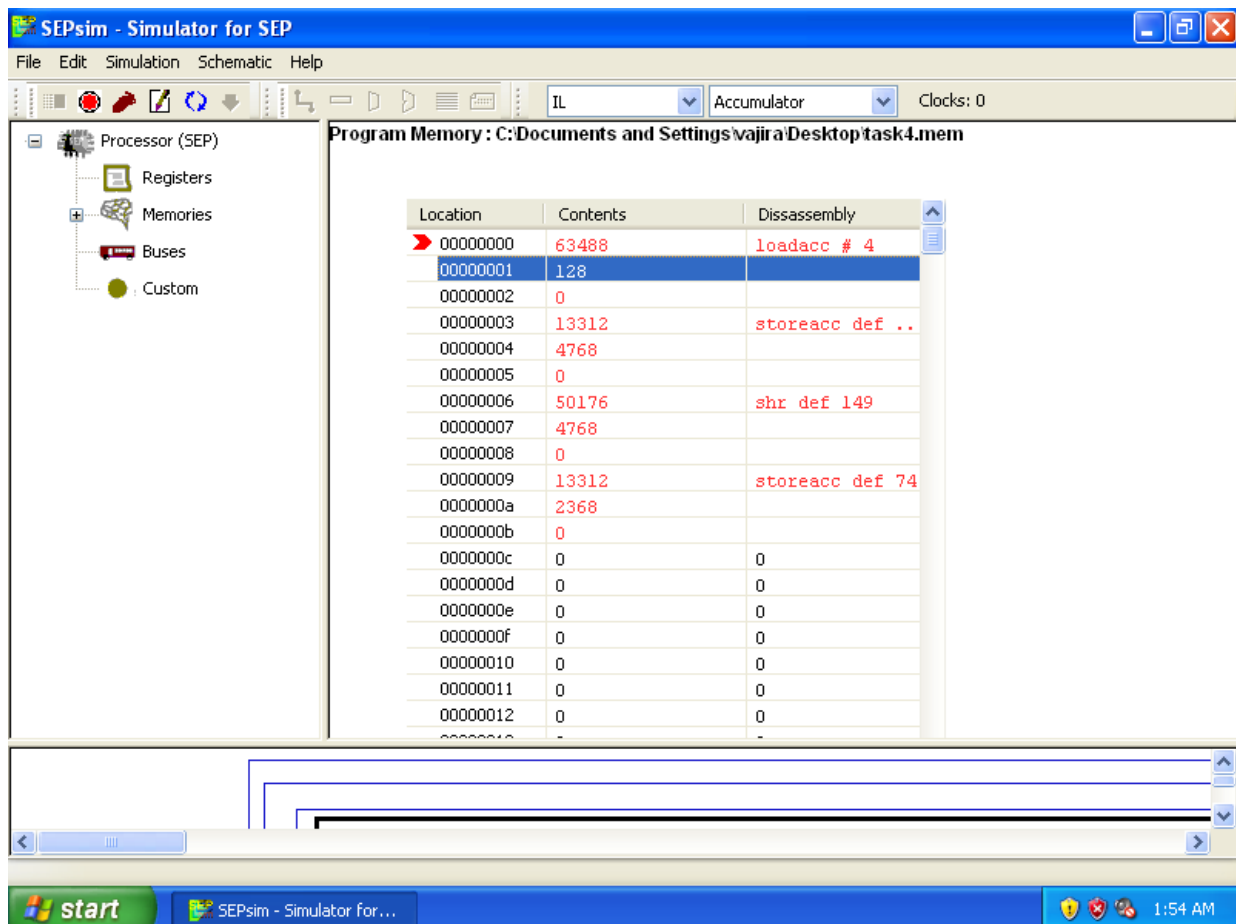 SEPsim - Simulator for SEP
File Edit Simulation Schematic Help
IL Accumulator Clocks: 0
Processor (SEP)
Registers
Memories
Buses
Custom
Program Memory : C:\Documents and Settings\vajira\Desktop\task4.mem
Location Contents Dissassembly
00000000 63488 loadacc # 4
00000001 128
00000002 0
00000003 13312 storeacc def ..
00000004 4768
00000005 0
00000006 50176 shr def 149
00000007 4768
00000008 0
00000009 13312 storeacc def 74
0000000a 2368
0000000b 0
0000000c 0 0
0000000d 0 0
0000000e 0 0
0000000f 0 0
00000010 0 0
00000011 0 0
00000012 0 0
start SEPsim - Simulator for... 1:54 AM